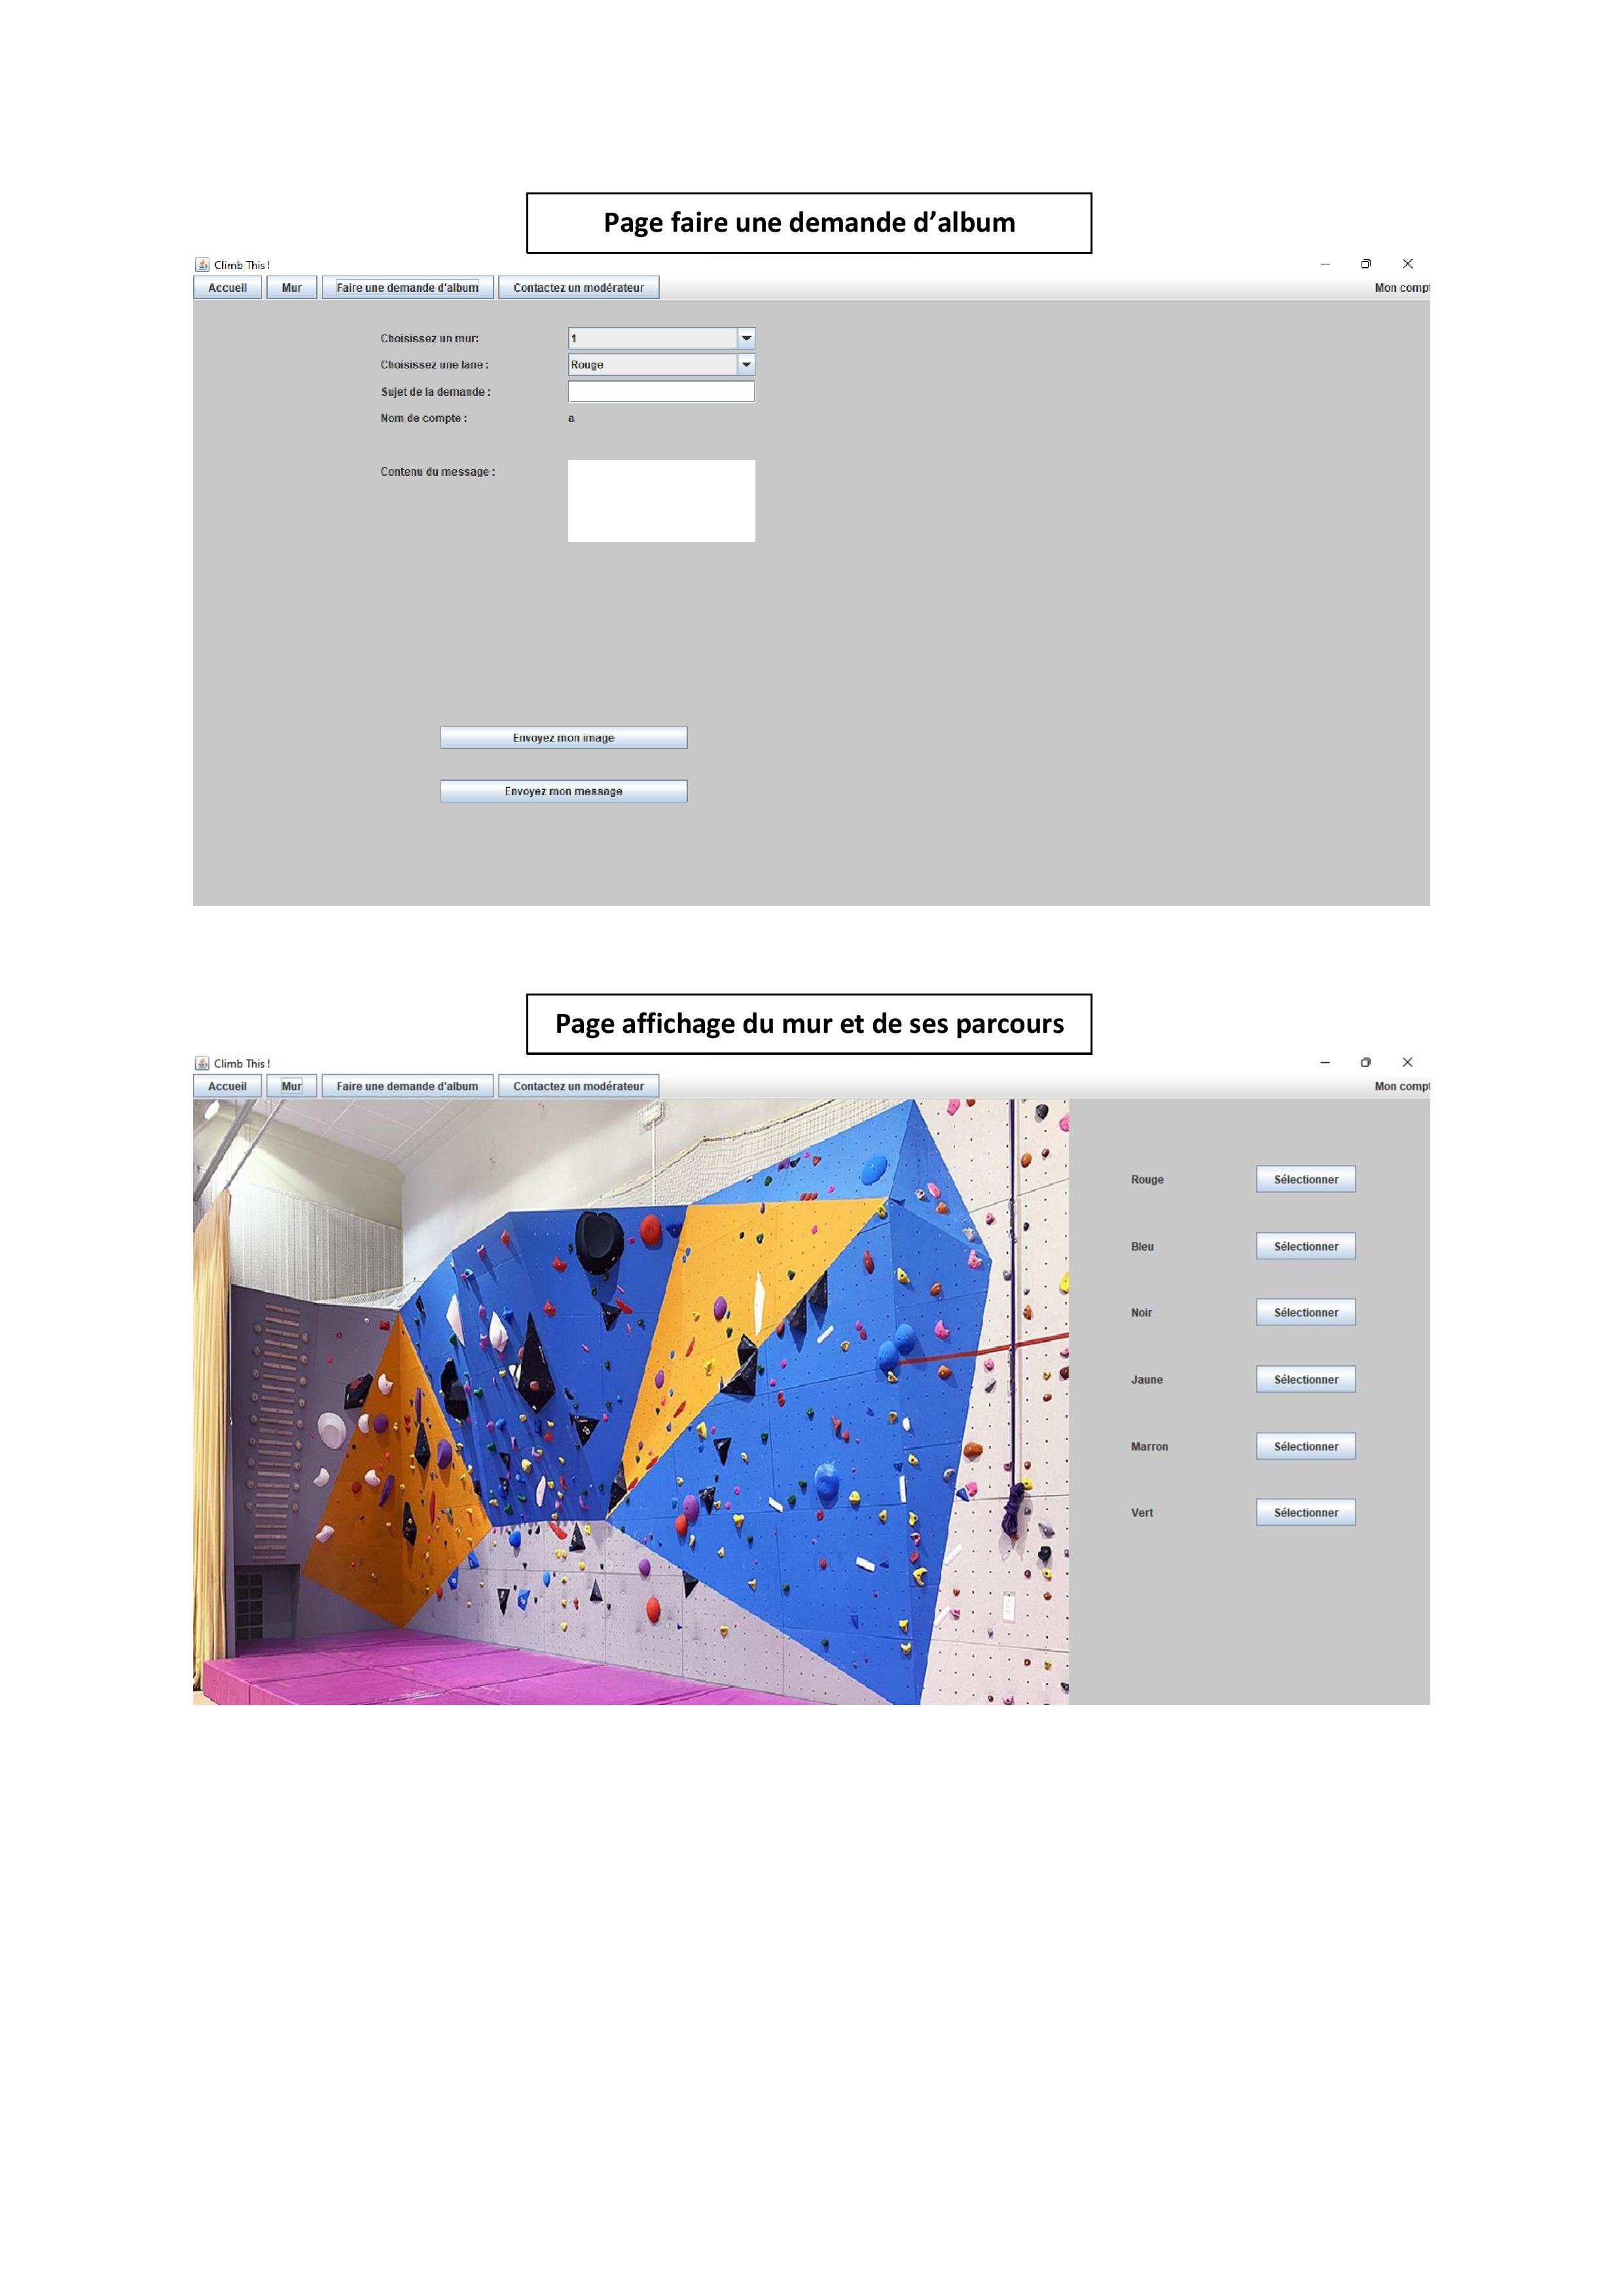 Page faire une demande d’album
Climb This !
Accueil Mur Faire une demande d'album Contactez un modérateur Mon compt
Choisissez un mur: 1
Choisissez une lane : Rouge
Sujet de la demande :
Nom de compte : a
Contenu du message :
Envoyez mon image
Envoyez mon message
Page affichage du mur et de ses parcours
Climb This !
Accueil Mur Faire une demande d'album Contactez un modérateur Mon compt
Rouge Sélectionner
Bleu Sélectionner
Noir Sélectionner
Jaune Sélectionner
Marron Sélectionner
Vert Sélectionner